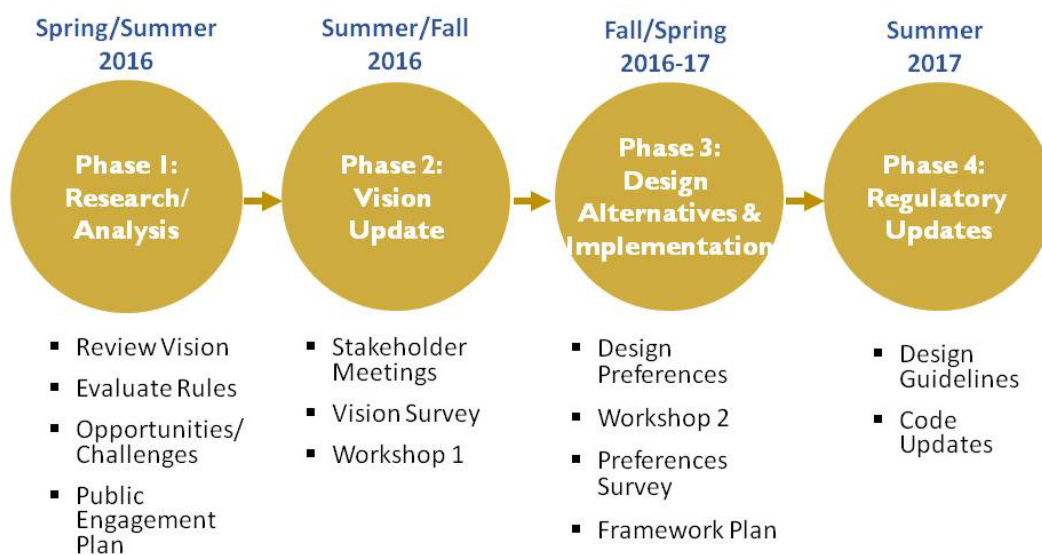 Spring/Summer
2016
Summer/Fall
2016
Fall/Spring
2016-17
Summer
2017
Phase 1:
Research/
Analysis
Phase 2:
Vision
Update
Phase 3:
Design
Alternatives &
Implementation
Phase 4:
Regulatory
Updates
▪ Review Vision
▪ Evaluate Rules
▪ Opportunities/
Challenges
▪ Public
Engagement
Plan
▪ Stakeholder
Meetings
▪ Vision Survey
▪ Workshop 1
▪ Design
Preferences
▪ Workshop 2
▪ Preferences
Survey
▪ Framework Plan
▪ Design
Guidelines
▪ Code
Updates